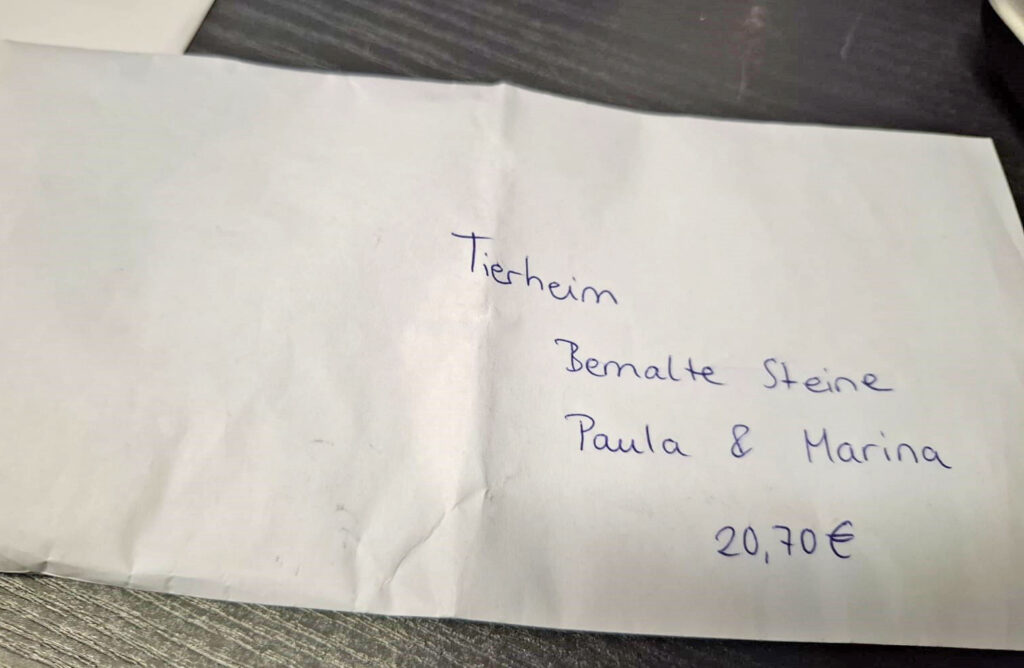 Tierheim
Bemalte Steine
Paula & Marina
20,70€